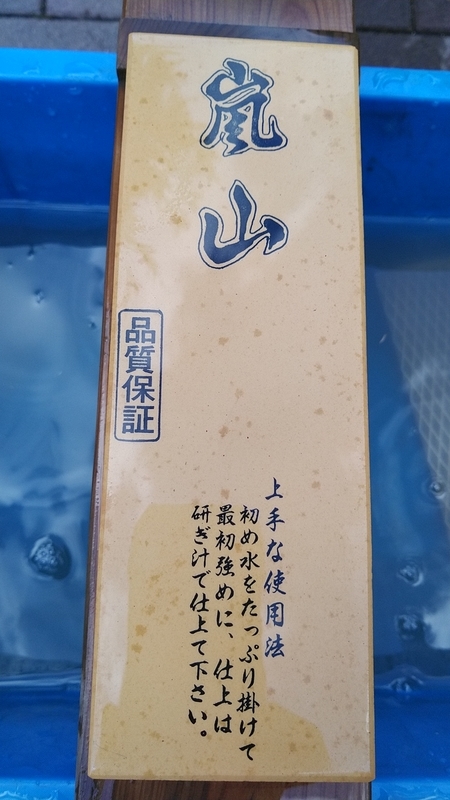 嵐山
品質保証
上手な使用法
初め水をたっぷり掛けて
最初強めに、仕上は
研ぎ汁で仕上て下さい。